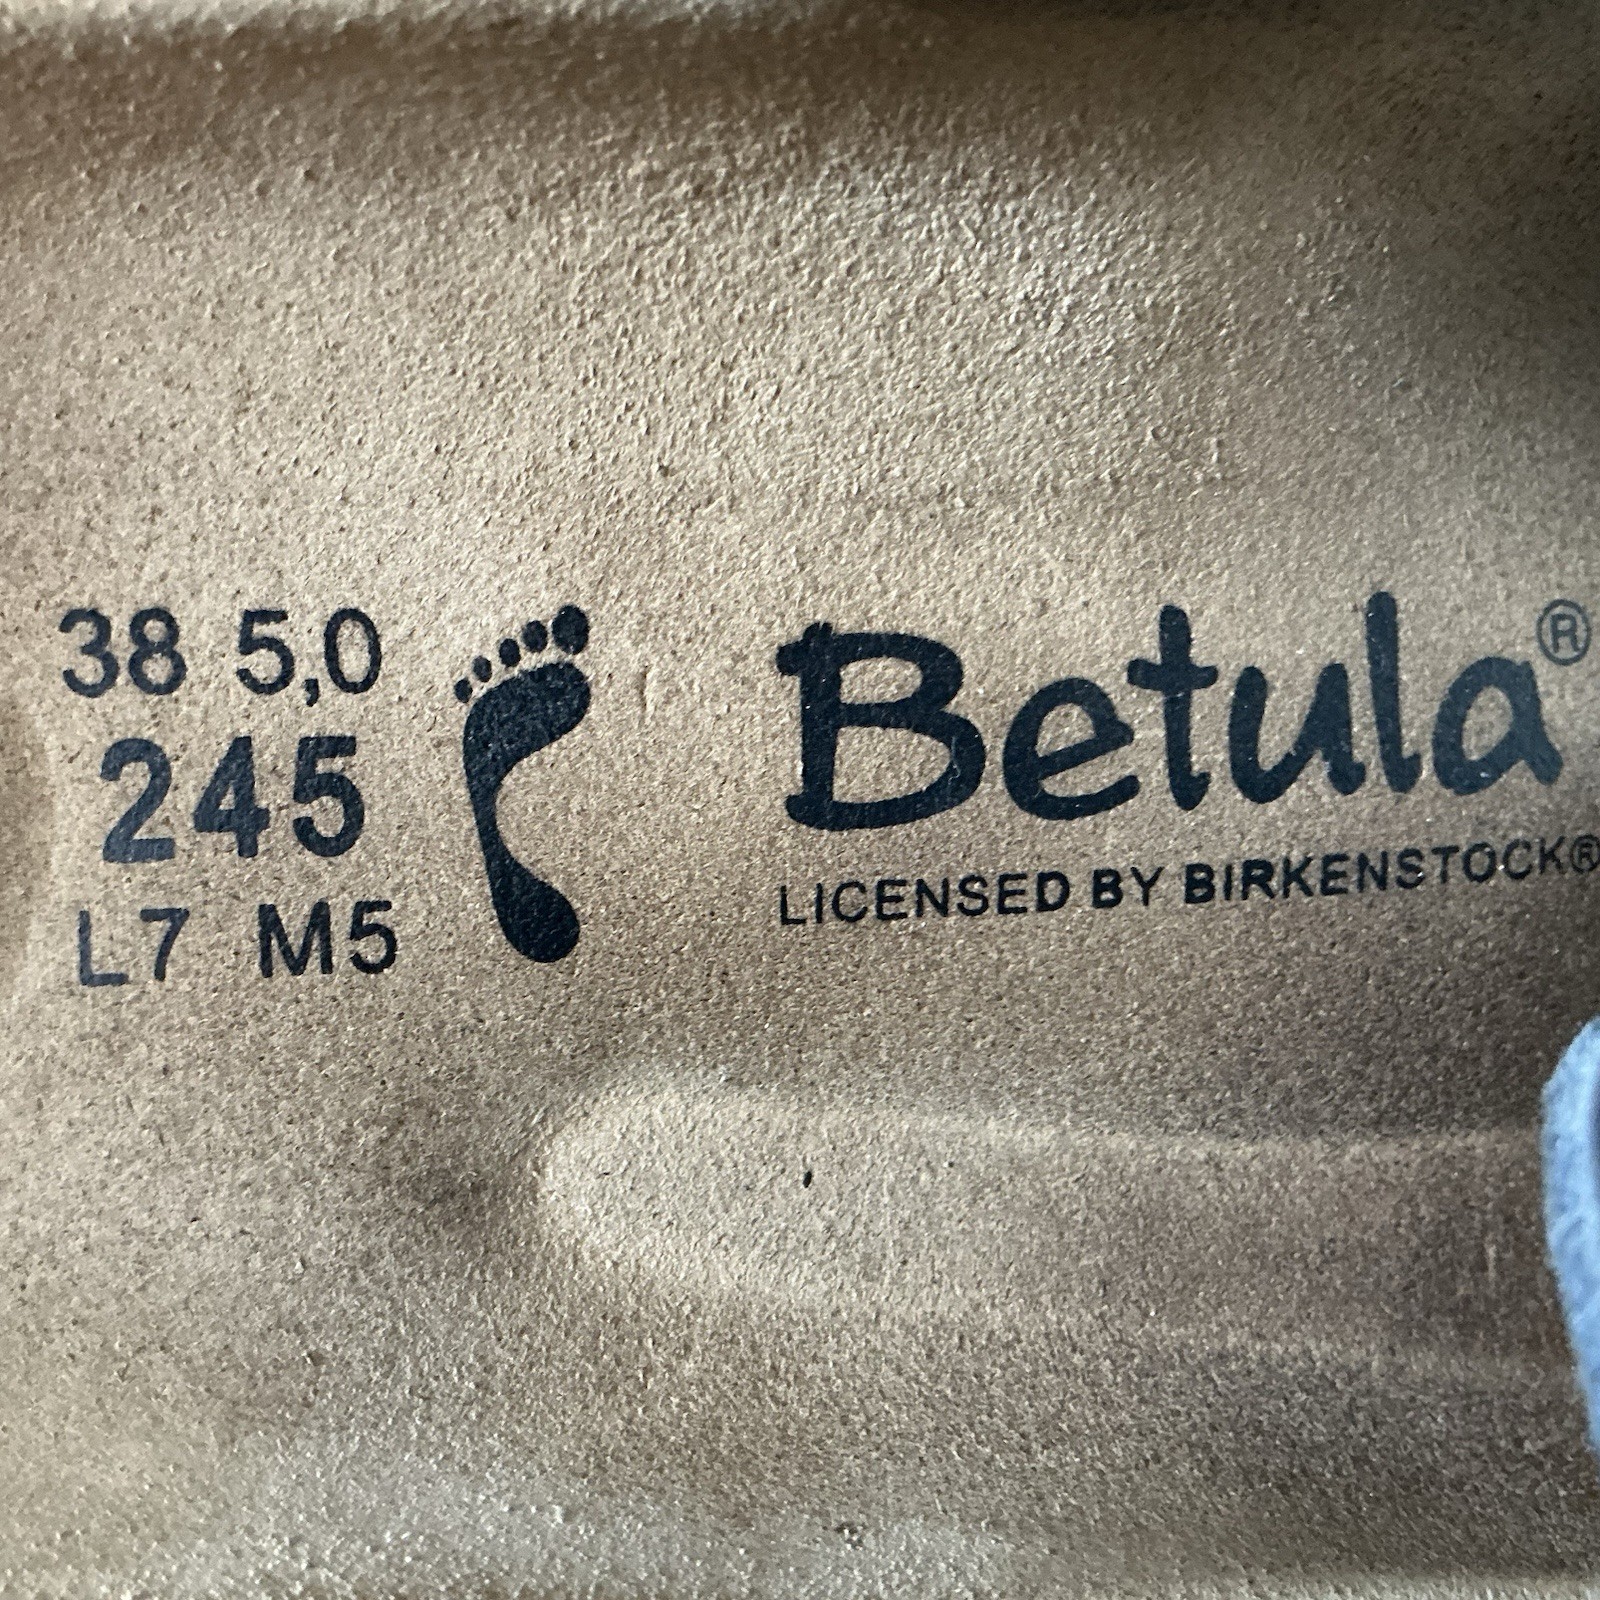 38 5,0
245
L7 M5
Betula®
LICENSED BY BIRKENSTOCK®